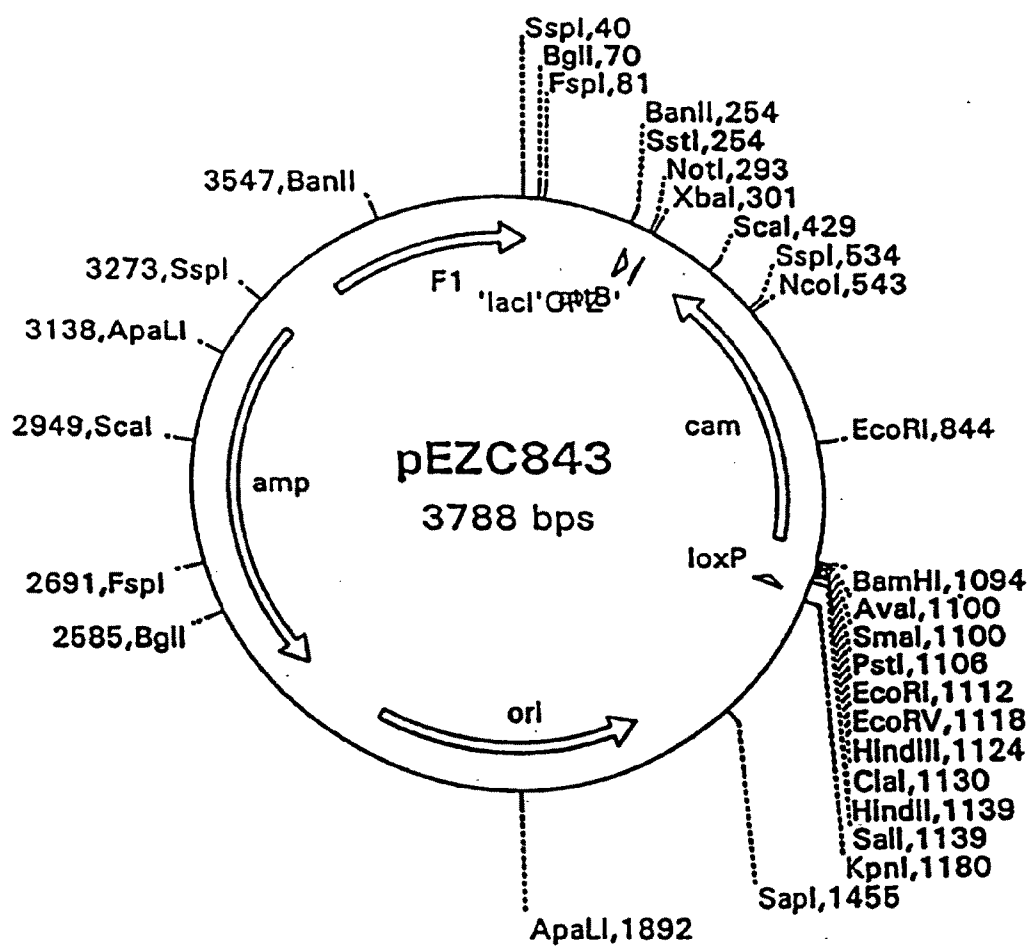 SspI,40
BglI,70
FspI,81
BanII,254
SstI,254
NotI,293
XbaI,301
ScaI,429
SspI,534
NcoI,543
EcoRI,844
BamHI,1094
AvaI,1100
SmaI,1100
PstI,1106
EcoRI,1112
EcoRV,1118
HindIII,1124
ClaI,1130
HindII,1139
SalI,1139
KpnI,1180
SapI,1455
ApaLI,1892
2585,BglI
2691,FspI
2949,ScaI
3138,ApaLI
3273,SspI
3547,BanII
F1
'lacI'
cam
amp
pEZC843
3788 bps
loxP
ori